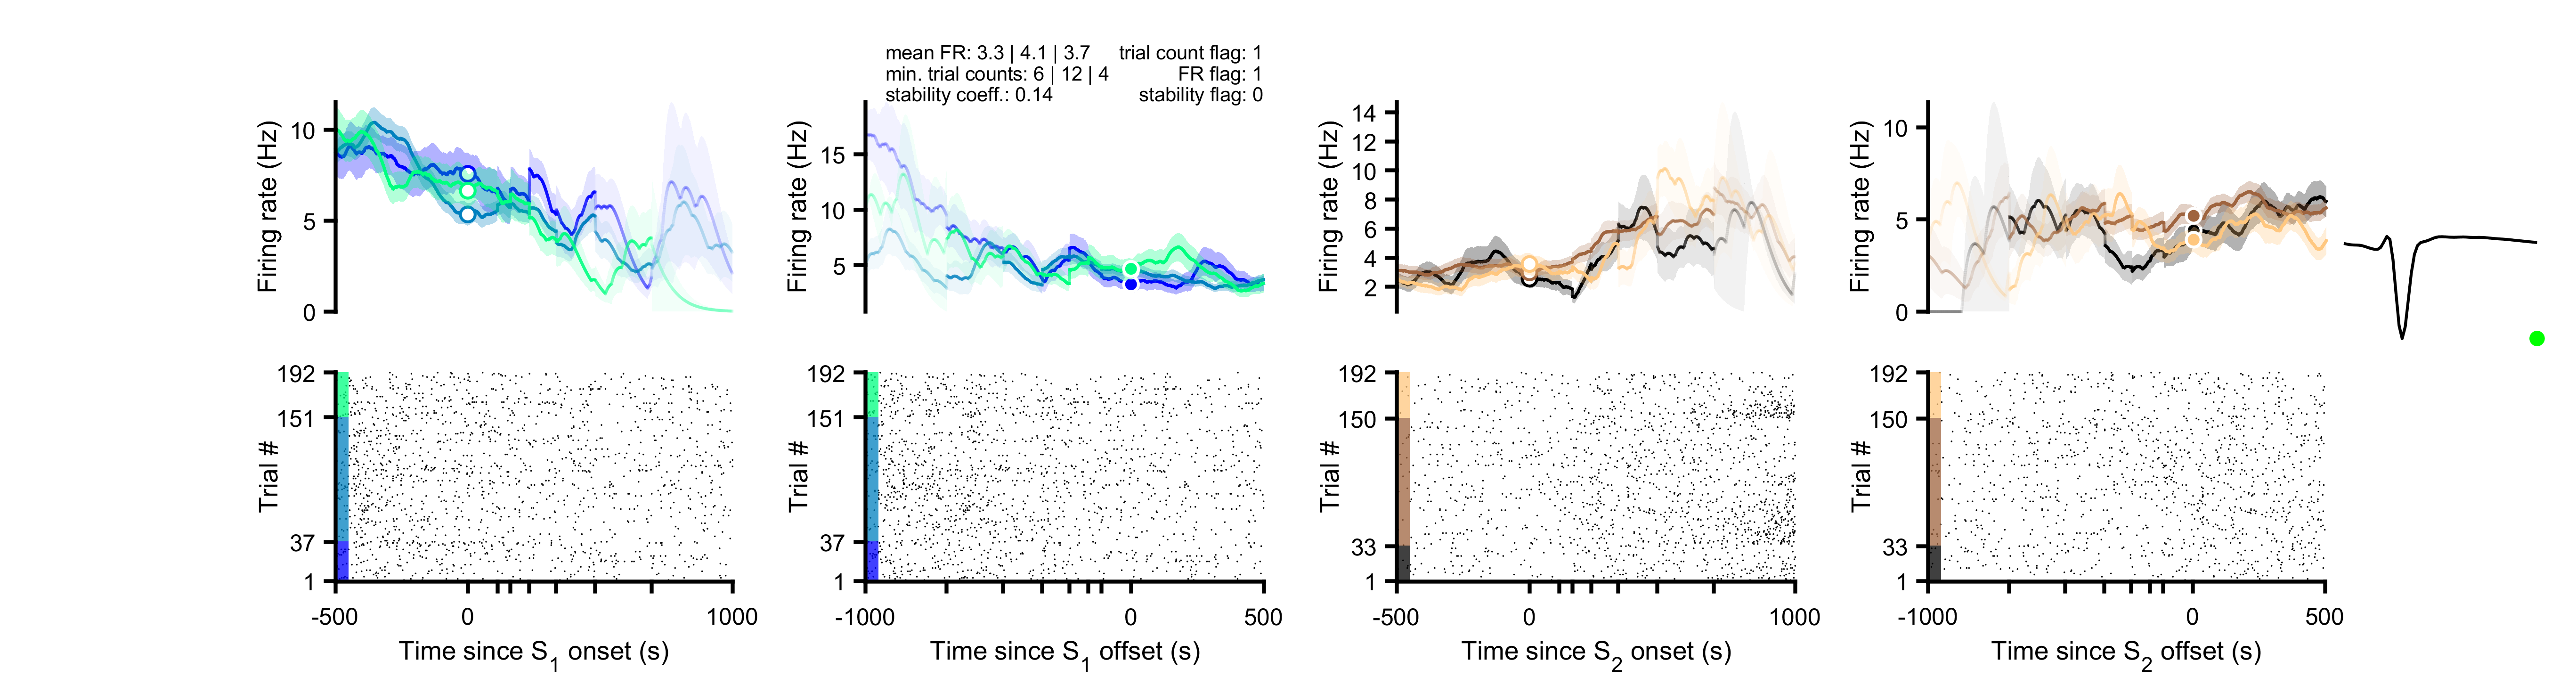 mean FR: 3.3 | 4.1 | 3.7 trial count flag: 1
min. trial counts: 6 | 12 | 4 FR flag: 1
stability coeff.: 0.14 stability flag: 0
Firing rate (Hz)
10
5
0
Firing rate (Hz)
15
10
5
Firing rate (Hz)
14
12
10
8
6
4
2
Firing rate (Hz)
10
5
0
Trial #
192
151
37
1
-500 0 1000
Time since S1 onset (s)
Trial #
192
151
37
1
-1000 0 500
Time since S1 offset (s)
Trial #
192
150
33
1
-500 0 1000
Time since S2 onset (s)
Trial #
192
150
33
1
-1000 0 500
Time since S2 offset (s)